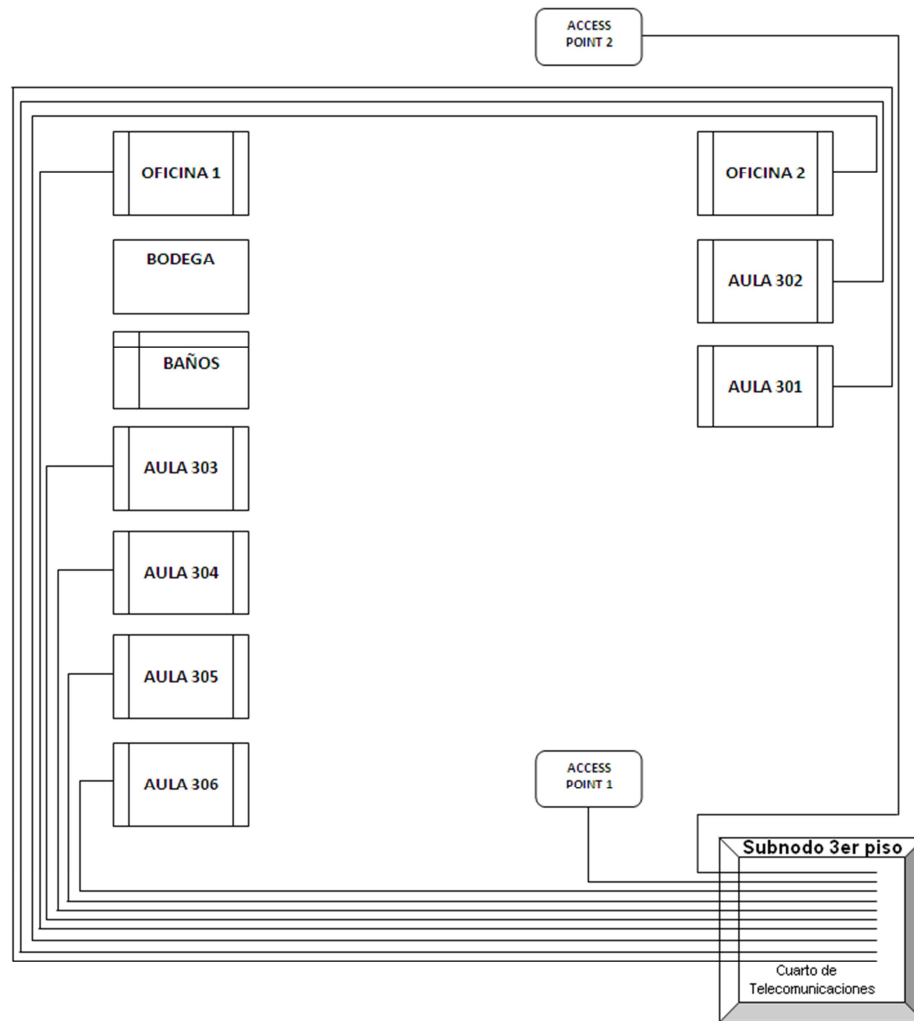 ACCESS
POINT 2
OFICINA 1
OFICINA 2
BODEGA
AULA 302
BAÑOS
AULA 301
AULA 303
AULA 304
AULA 305
AULA 306
ACCESS
POINT 1
Subnodo 3er piso
Cuarto de
Telecomunicaciones